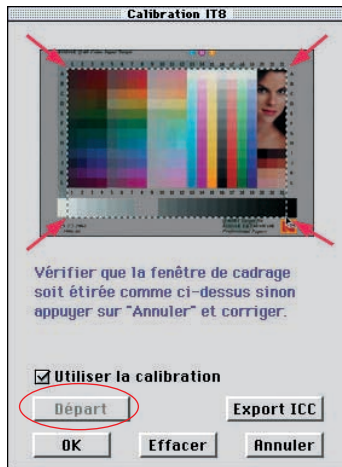 Calibration IT8
Vérifier que la fenêtre de cadrage
soit étirée comme ci-dessus sinon
appuyer sur "Annuler" et corriger.
Utiliser la calibration
Départ
Export ICC
OK
Effacer
Annuler